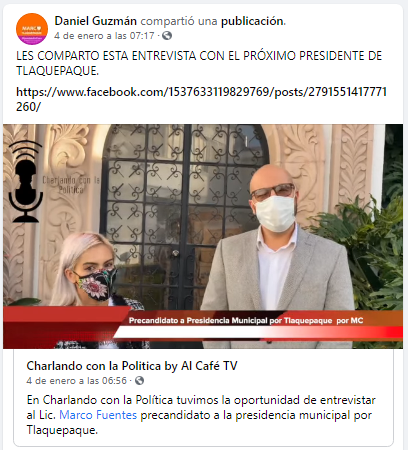 Daniel Guzmán compartió una publicación.
4 de enero a las 07:17 ·
LES COMPARTO ESTA ENTREVISTA CON EL PRÓXIMO PRESIDENTE DE
TLAQUEPAQUE.
https://www.facebook.com/1537633119829769/posts/2791551417771
260/
Charlando con la
Política
Precandidato a Presidencia Municipal por Tlaquepaque por MC
Charlando con la Politica by Al Café TV
4 de enero a las 06:56 ·
En Charlando con la Política tuvimos la oportunidad de entrevistar
al Lic. Marco Fuentes precandidato a la presidencia municipal por
Tlaquepaque.